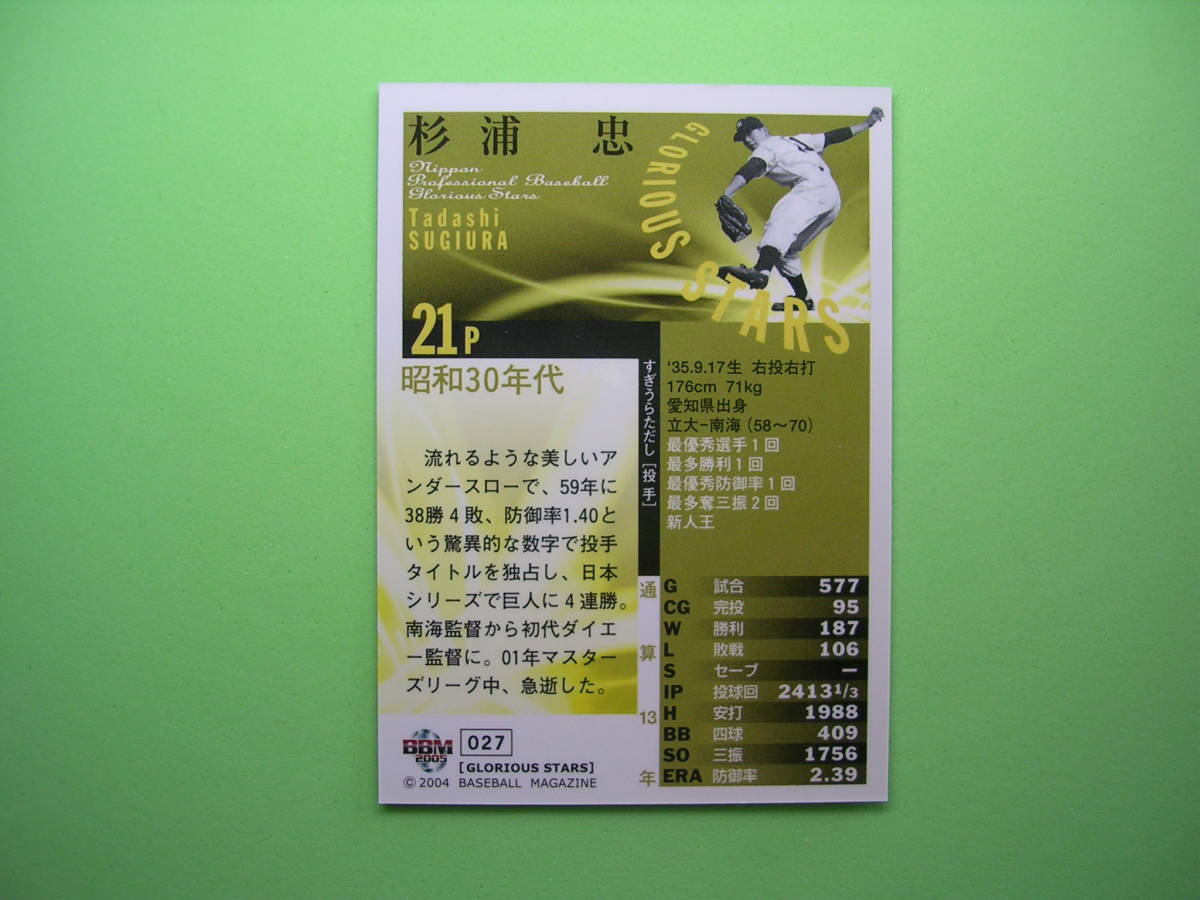 杉浦 忠
Nippon
Professional Baseball
Glorious Stars
Tadashi
SUGIURA
GLORIOUS STARS
21P
昭和30年代
流れるような美しいア
ンダースローで、59年に
38勝4敗、防御率1.40と
いう驚異的な数字で投手
タイトルを独占し、日本
シリーズで巨人に4連勝。
南海監督から初代ダイエ
ー監督に。01年マスター
ズリーグ中、急逝した。
すぎうらただし[投手]
'35.9.17生 右投右打
176cm 71kg
愛知県出身
立大−南海(58〜70)
最優秀選手1回
最多勝利1回
最優秀防御率1回
最多奪三振2回
新人王
通算13年
G 試合 577
CG 完投 95
W 勝利 187
L 敗戦 106
S セーブ −
IP 投球回 2413 1/3
H 安打 1988
BB 四球 409
SO 三振 1756
ERA 防御率 2.39
BBM
2005
027
[GLORIOUS STARS]
© 2004 BASEBALL MAGAZINE